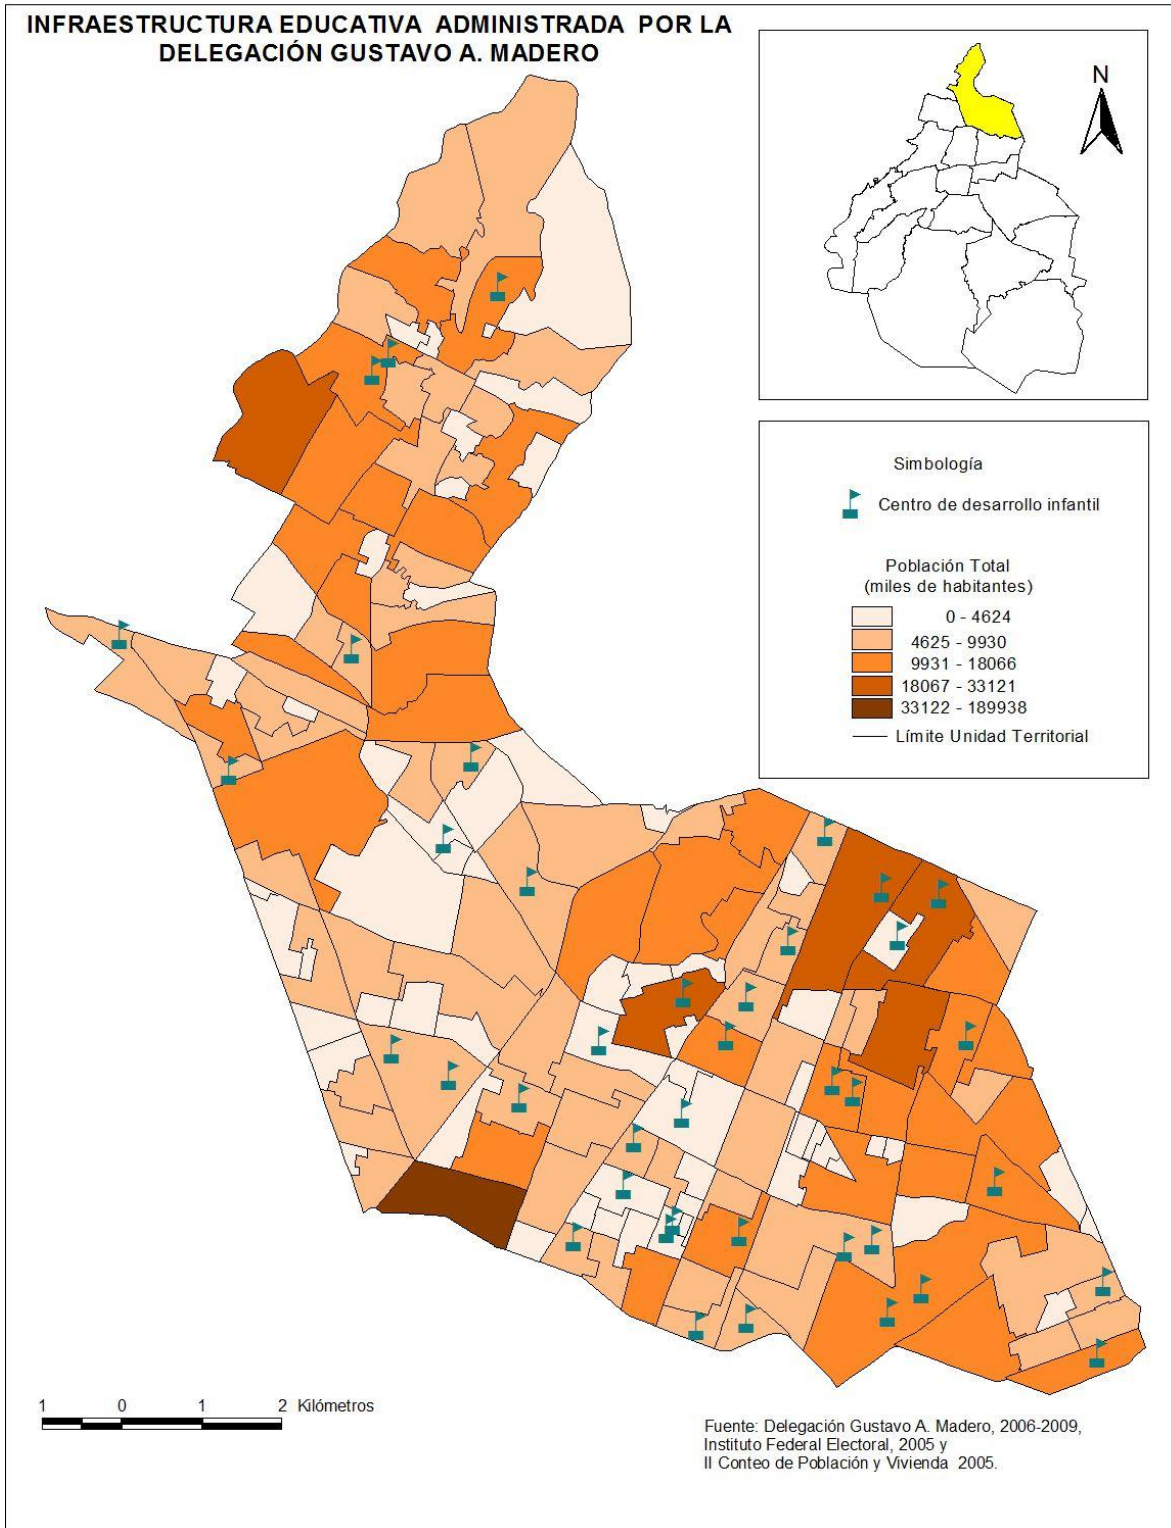 INFRAESTRUCTURA EDUCATIVA ADMINISTRADA POR LA
DELEGACIÓN GUSTAVO A. MADERO
N
Simbología
Centro de desarrollo infantil
Población Total
(miles de habitantes)
0 - 4624
4625 - 9930
9931 - 18066
18067 - 33121
33122 - 189938
Límite Unidad Territorial
1 0 1 2 Kilómetros
Fuente: Delegación Gustavo A. Madero, 2006-2009,
Instituto Federal Electoral, 2005 y
II Conteo de Población y Vivienda 2005.